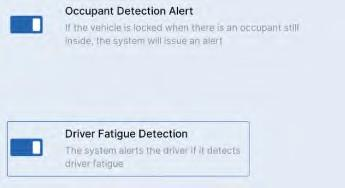 Occupant Detection Alert
If the vehicle is locked when there is an occupant still
inside, the system will issue an alert
Driver Fatigue Detection
The system alerts the driver if it detects
driver fatigue